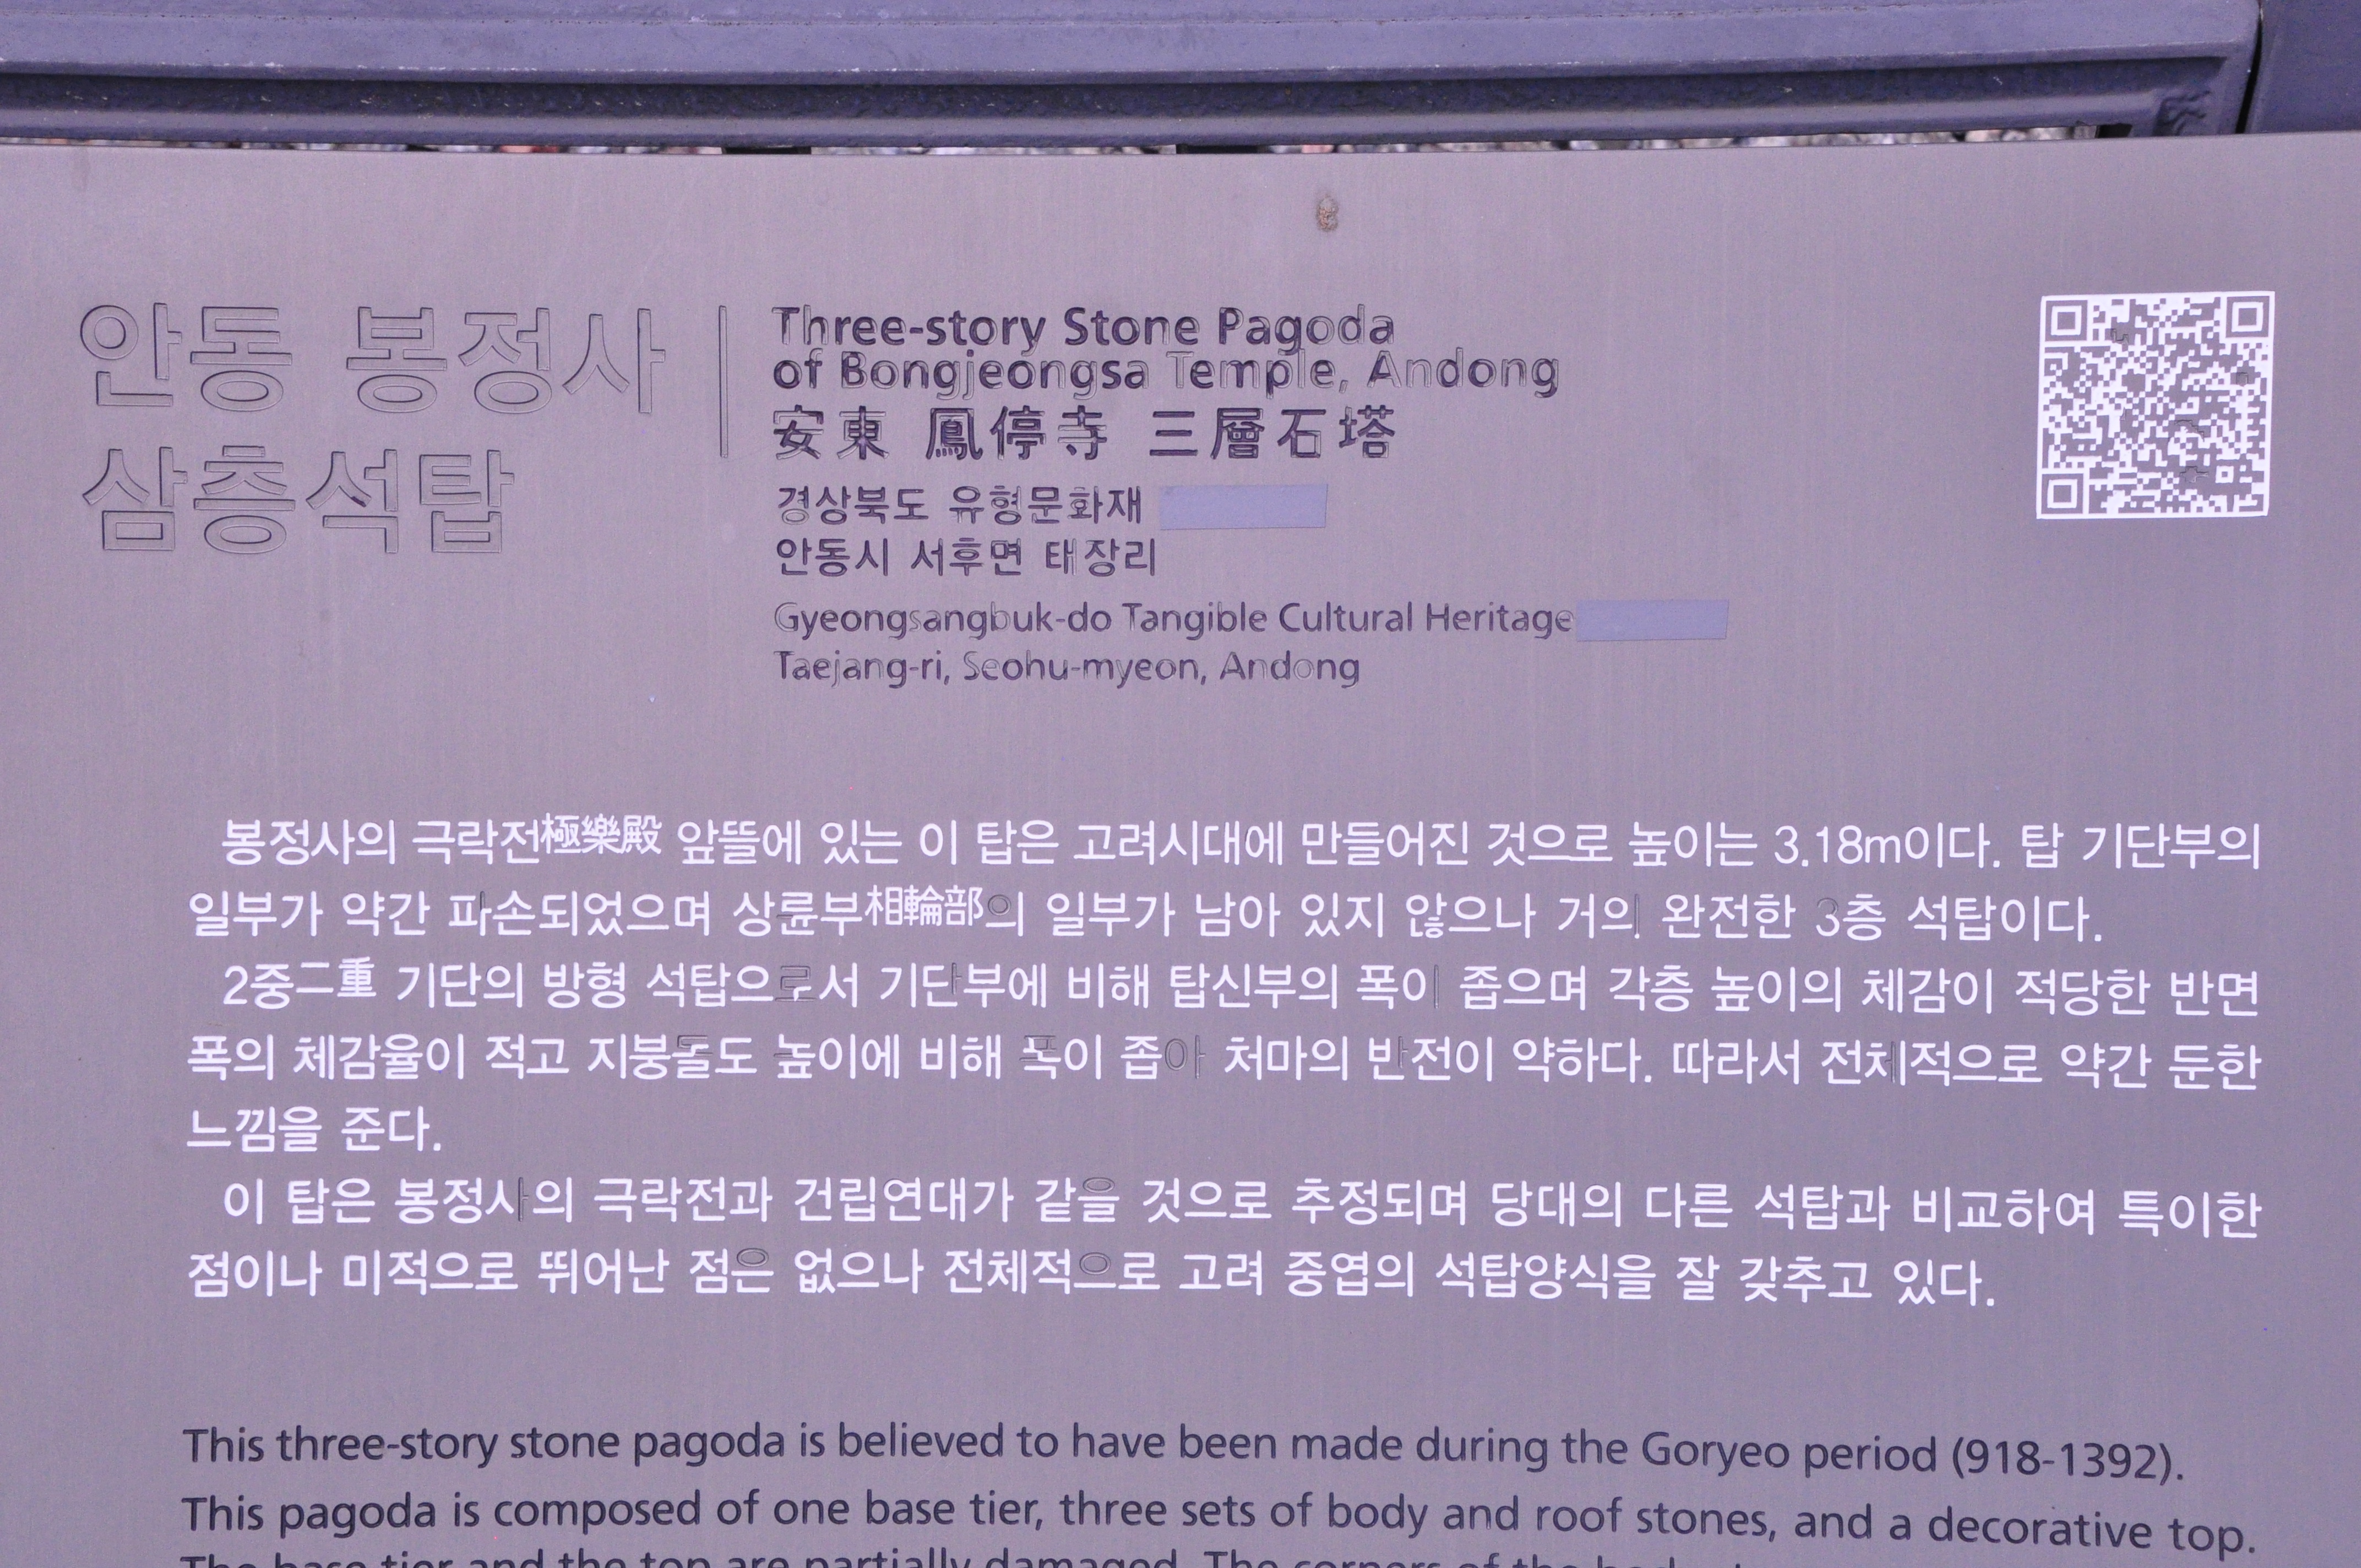 안동 봉정사
삼층석탑
Three-story Stone Pagoda
of Bongjeongsa Temple, Andong
安東 鳳停寺 三層石塔
경상북도 유형문화재
안동시 서후면 태장리
Gyeongsangbuk-do Tangible Cultural Heritage
Taejang-ri, Seohu-myeon, Andong
봉정사의 극락전極樂殿 앞뜰에 있는 이 탑은 고려시대에 만들어진 것으로 높이는 3.18m이다. 탑 기단부의
일부가 약간 파손되었으며 상륜부相輪部의 일부가 남아 있지 않으나 거의 완전한 3층 석탑이다.
2중二重 기단의 방형 석탑으로서 기단부에 비해 탑신부의 폭이 좁으며 각층 높이의 체감이 적당한 반면
폭의 체감율이 적고 지붕돌도 높이에 비해 폭이 좁아 처마의 반전이 약하다. 따라서 전체적으로 약간 둔한
느낌을 준다.
이 탑은 봉정사의 극락전과 건립연대가 같을 것으로 추정되며 당대의 다른 석탑과 비교하여 특이한
점이나 미적으로 뛰어난 점은 없으나 전체적으로 고려 중엽의 석탑양식을 잘 갖추고 있다.
This three-story stone pagoda is believed to have been made during the Goryeo period (918-1392).
This pagoda is composed of one base tier, three sets of body and roof stones, and a decorative top.
The base tier and the top are partially damaged. The corners of the